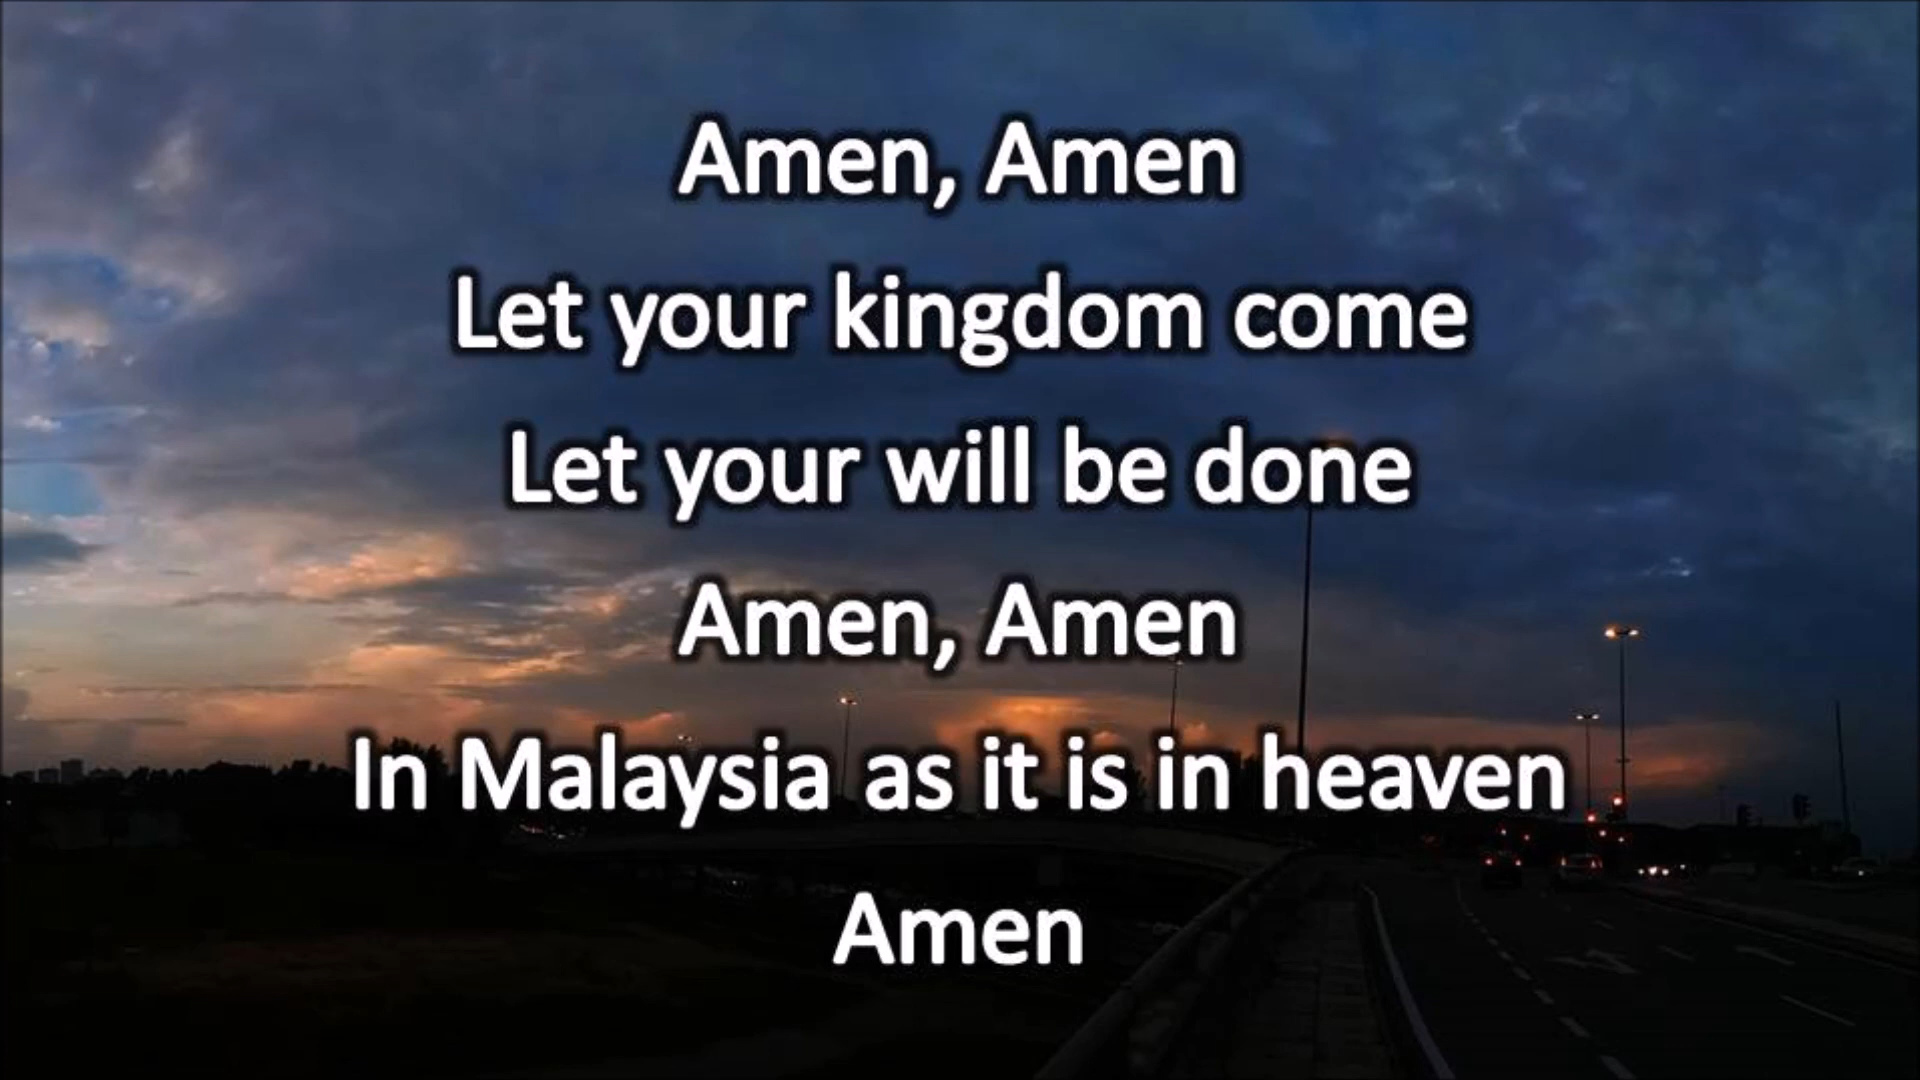 Amen, Amen
Let your kingdom come
Let your will be done
Amen, Amen
In Malaysia as it is in heaven
Amen